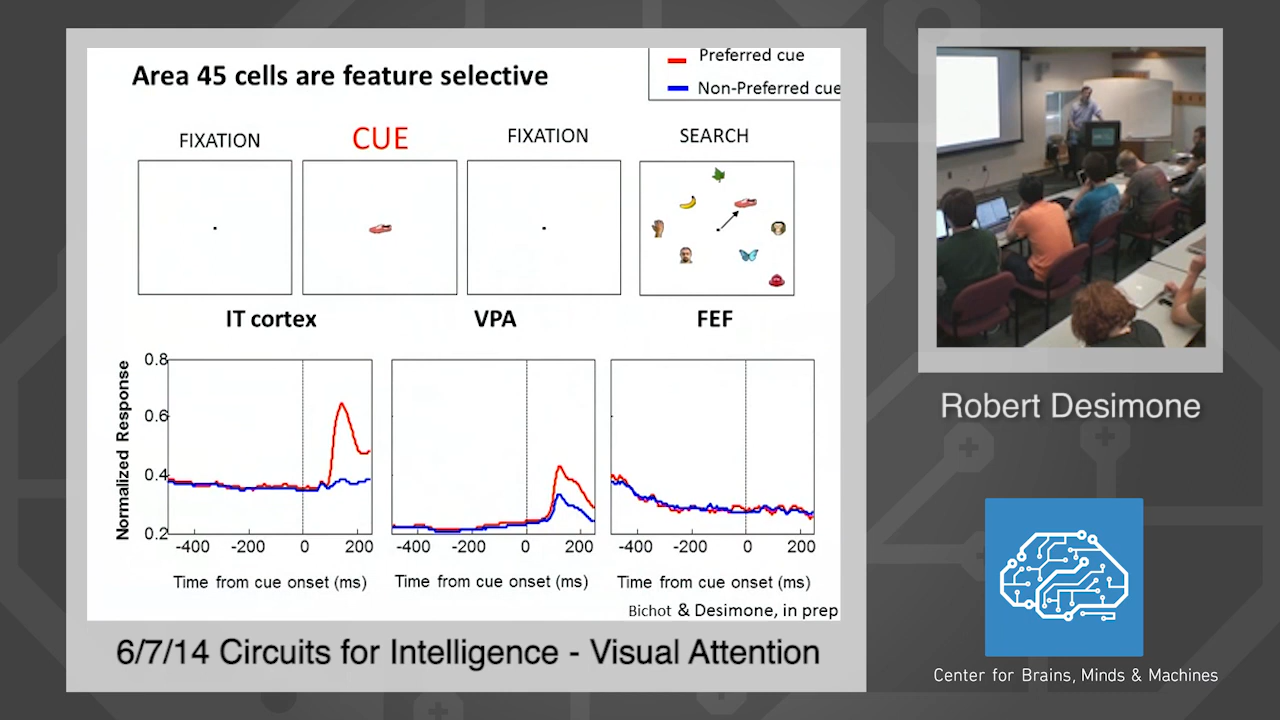 Area 45 cells are feature selective
Preferred cue
Non-Preferred cue
FIXATION
CUE
FIXATION
SEARCH
IT cortex
VPA
FEF
Normalized Response
0.8
0.6
0.4
0.2
-400 -200 0 200
-400 -200 0 200
-400 -200 0 200
Time from cue onset (ms)
Time from cue onset (ms)
Time from cue onset (ms)
Bichot & Desimone, in prep
6/7/14 Circuits for Intelligence - Visual Attention
Robert Desimone
Center for Brains, Minds & Machines